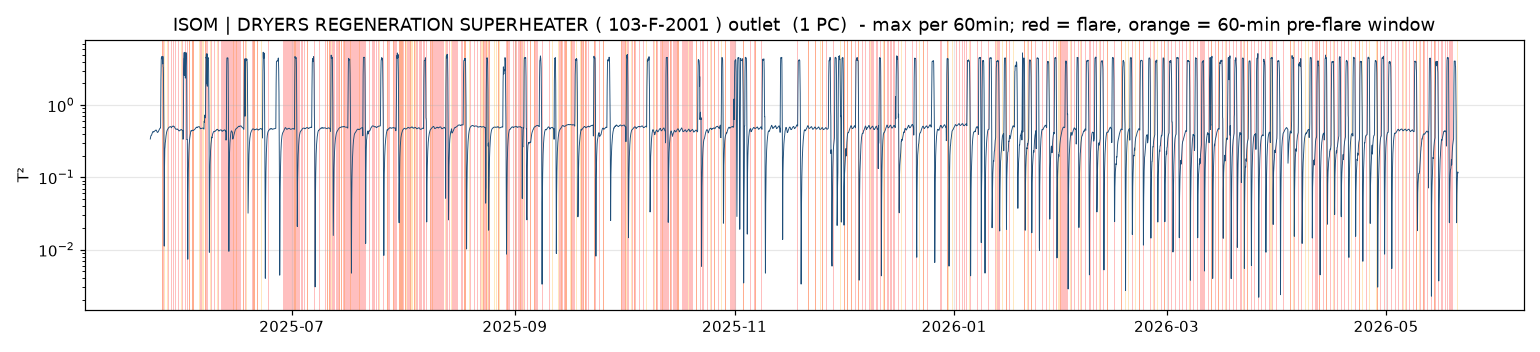 ISOM | DRYERS REGENERATION SUPERHEATER ( 103-F-2001 ) outlet  (1 PC)  - max per 60min; red = flare, orange = 60-min pre-flare window
T²
10⁰
10⁻¹
10⁻²
2025-07 2025-09 2025-11 2026-01 2026-03 2026-05